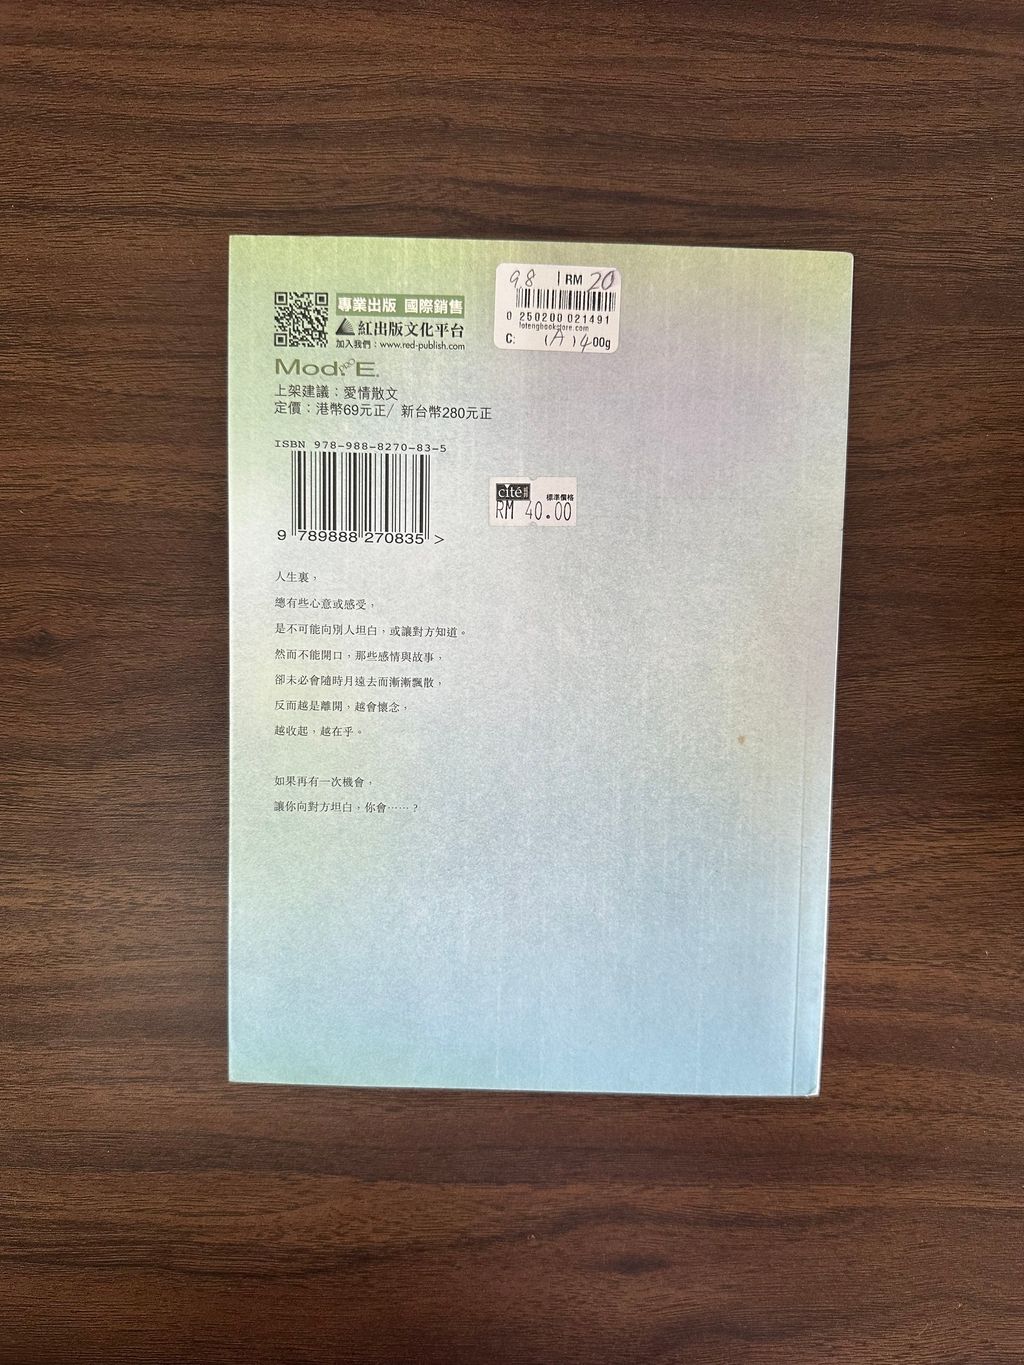 專業出版 國際銷售
紅出版文化平台
加入我們：www.red-publish.com
上架建議：愛情散文
定價：港幣69元正/ 新台幣280元正
ISBN 978-988-8270-83-5
9 789888 270835 >
98 RM 20
0 250200 021491
fotengbookstore.com
C: (A) 400g
cité 標準價格
RM 40.00
人生裏，
總有些心意或感受，
是不可能向別人坦白，或讓對方知道。
然而不能開口，那些感情與故事，
卻未必會隨時月遠去而漸漸飄散，
反而越是離開，越會懷念，
越收起，越在乎。
如果再有一次機會，
讓你向對方坦白，你會……？